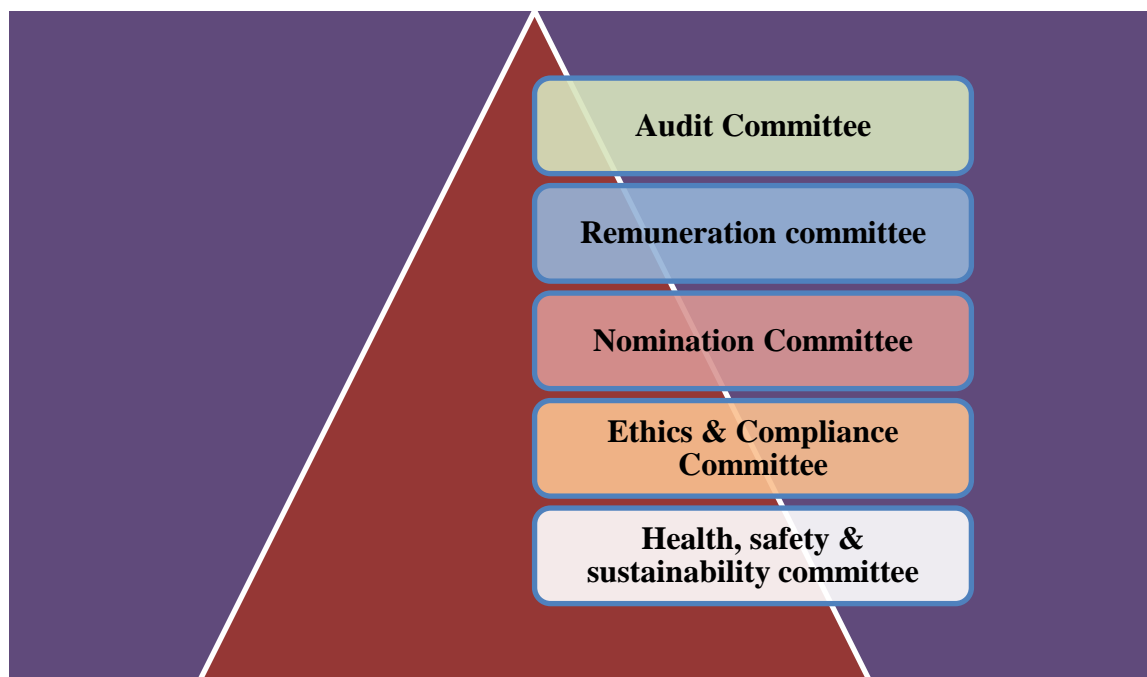 Audit Committee
Remuneration committee
Nomination Committee
Ethics & Compliance
Committee
Health, safety &
sustainability committee